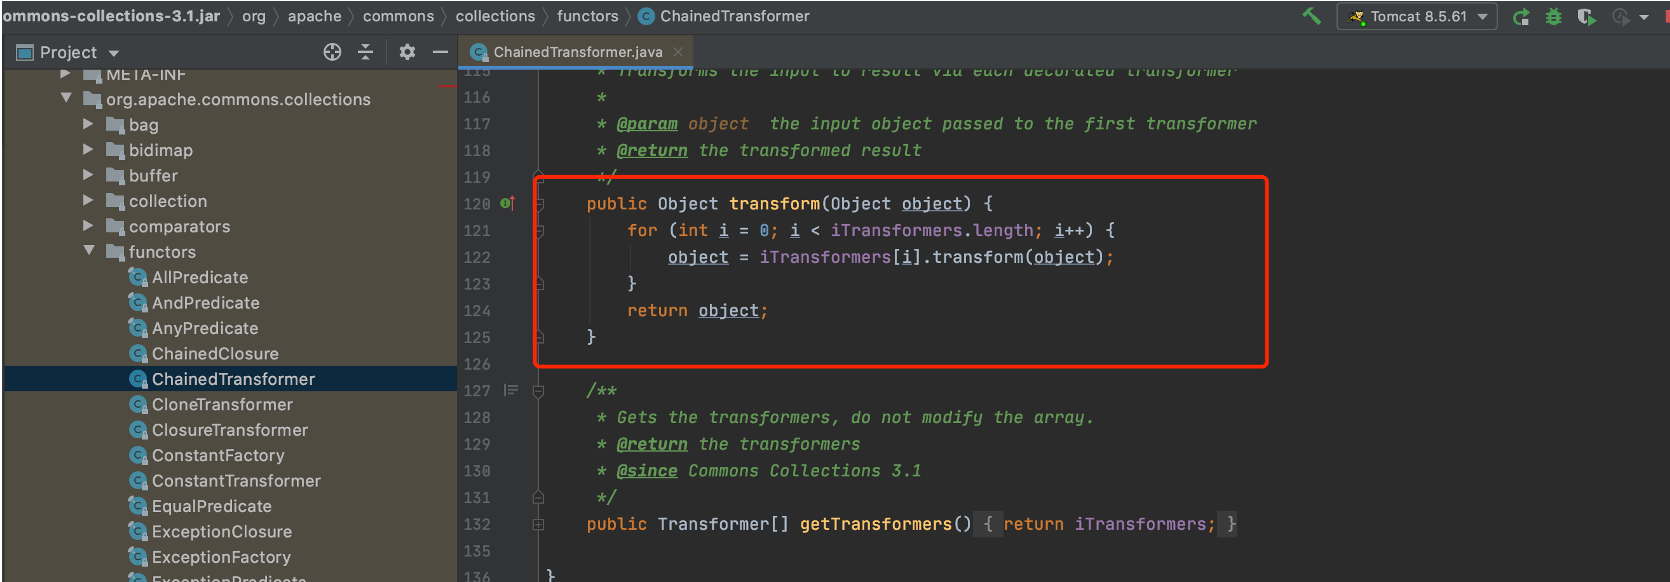 ommons-collections-3.1.jar org apache commons collections functors ChainedTransformer
Tomcat 8.5.61
Project
ChainedTransformer.java
META-INF
org.apache.commons.collections
bag
bidimap
buffer
collection
comparators
functors
AllPredicate
AndPredicate
AnyPredicate
ChainedClosure
ChainedTransformer
CloneTransformer
ClosureTransformer
ConstantFactory
ConstantTransformer
EqualPredicate
ExceptionClosure
ExceptionFactory
ExceptionPredicate
115 * Transforms the input to result via each decorated transformer
116 *
117 * @param object  the input object passed to the first transformer
118 * @return the transformed result
119 */
120 public Object transform(Object object) {
121 for (int i = 0; i < iTransformers.length; i++) {
122 object = iTransformers[i].transform(object);
123 }
124 return object;
125 }
126
127 /**
128 * Gets the transformers, do not modify the array.
129 * @return the transformers
130 * @since Commons Collections 3.1
131 */
132 public Transformer[] getTransformers() { return iTransformers; }
135
136 }